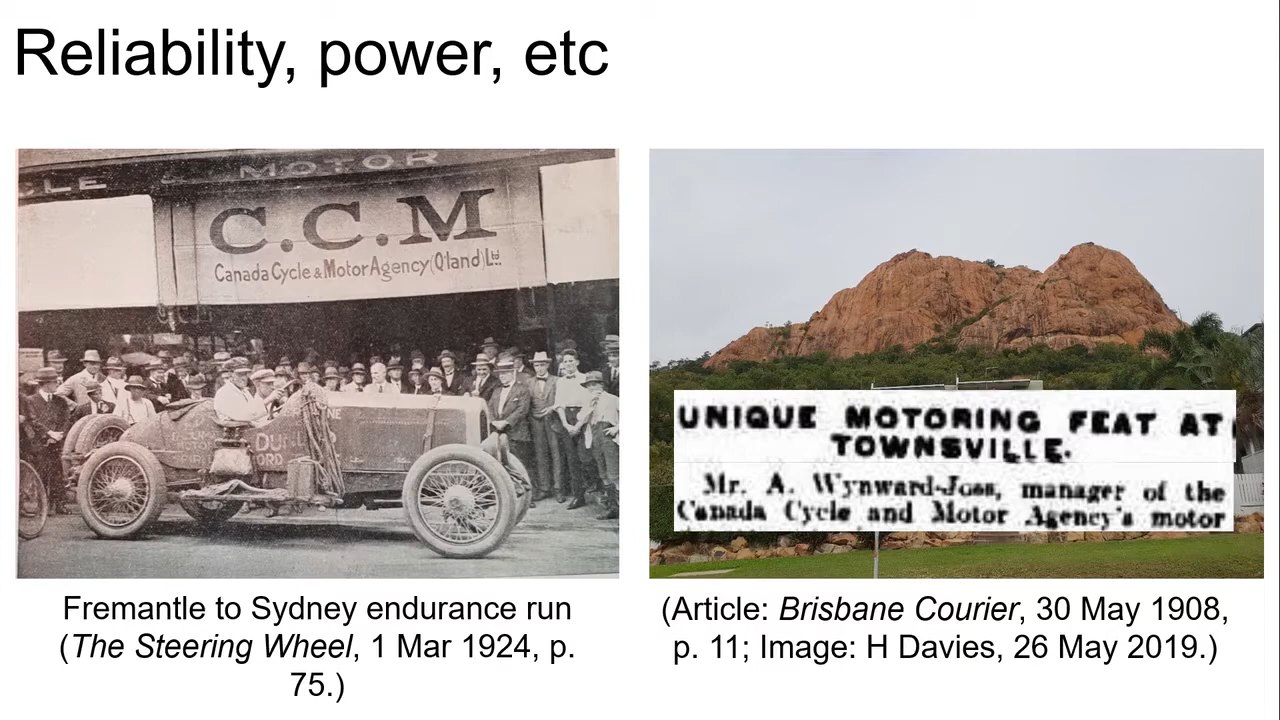 Reliability, power, etc
CLE & MOTOR
C.C.M
Canada Cycle & Motor Agency (Q'land) Ltd.
DUN
Fremantle to Sydney endurance run
(The Steering Wheel, 1 Mar 1924, p.
75.)
UNIQUE MOTORING FEAT AT
TOWNSVILLE.
Mr. A. Wynward-Joss, manager of the
Canada Cycle and Motor Agency's motor
(Article: Brisbane Courier, 30 May 1908,
p. 11; Image: H Davies, 26 May 2019.)